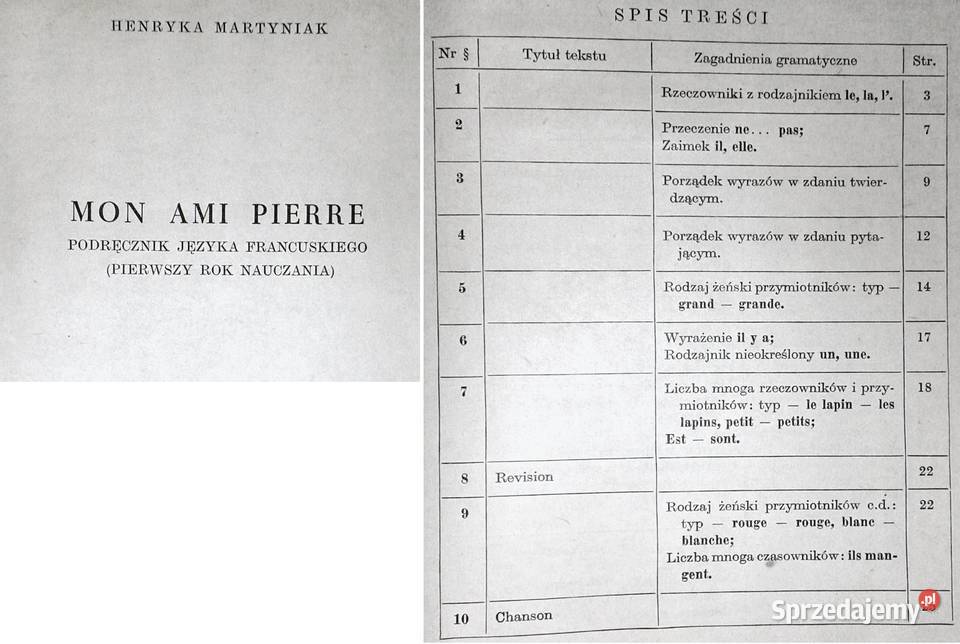 HENRYKA MARTYNIAK
MON AMI PIERRE
PODRĘCZNIK JĘZYKA FRANCUSKIEGO
(PIERWSZY ROK NAUCZANIA)
SPIS TREŚCI
Nr § Tytuł tekstu Zagadnienia gramatyczne Str.
1 Rzeczowniki z rodzajnikiem le, la, l'. 3
2 Przeczenie ne... pas; 7
Zaimek il, elle.
3 Porządek wyrazów w zdaniu twier- 9
dzącym.
4 Porządek wyrazów w zdaniu pyta- 12
jącym.
5 Rodzaj żeński przymiotników: typ — 14
grand — grande.
6 Wyrażenie il y a; 17
Rodzajnik nieokreślony un, une.
7 Liczba mnoga rzeczowników i przy- 18
miotników: typ — le lapin — les
lapins, petit — petits;
Est — sont.
8 Revision 22
9 Rodzaj żeński przymiotników c.d.: 22
typ — rouge — rouge, blanc —
blanche;
Liczba mnoga czasowników: ils man-
gent.
10 Chanson
Sprzedajemy .pl